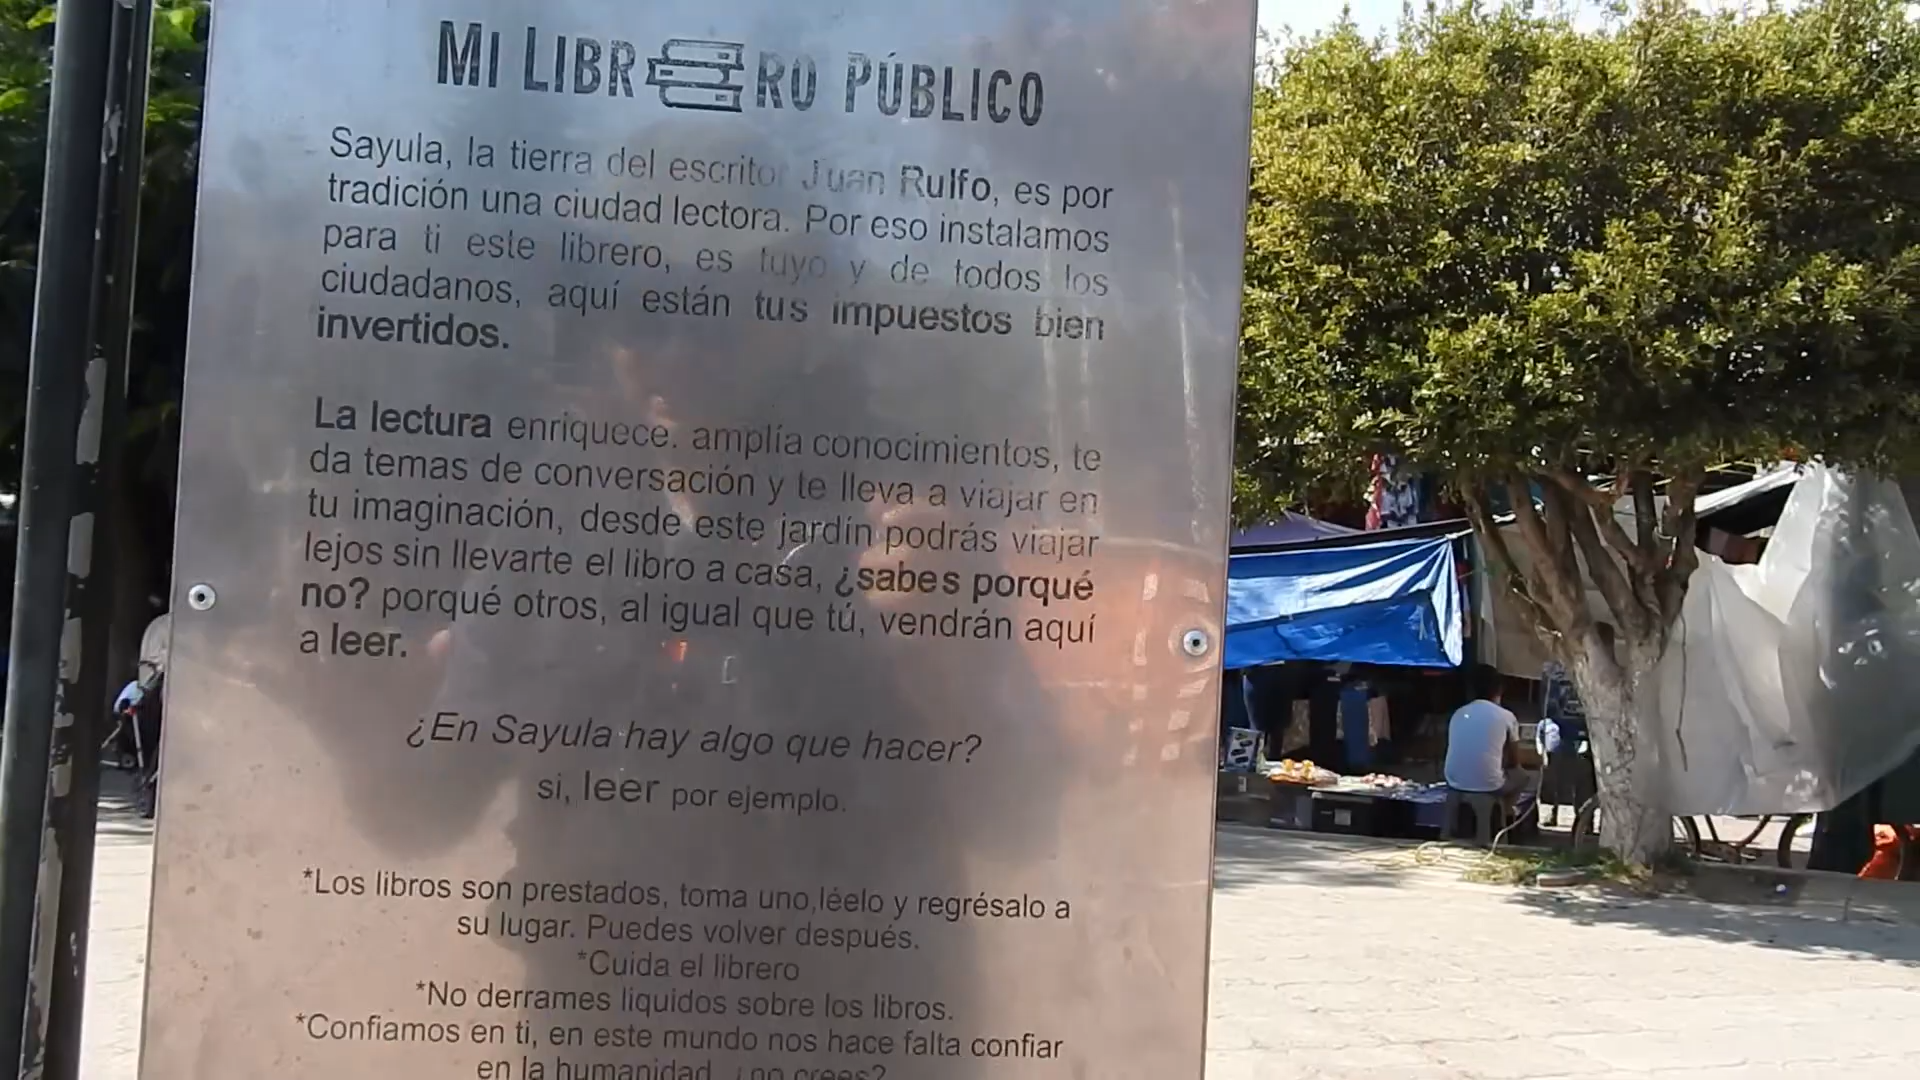 MI LIBRERO PÚBLICO
Sayula, la tierra del escritor Juan Rulfo, es por
tradición una ciudad lectora. Por eso instalamos
para ti este librero, es tuyo y de todos los
ciudadanos, aquí están tus impuestos bien
invertidos.
La lectura enriquece. amplía conocimientos, te
da temas de conversación y te lleva a viajar en
tu imaginación, desde este jardín podrás viajar
lejos sin llevarte el libro a casa, ¿sabes porqué
no? porqué otros, al igual que tú, vendrán aquí
a leer.
¿En Sayula hay algo que hacer?
si, leer por ejemplo.
*Los libros son prestados, toma uno,léelo y regrésalo a
su lugar. Puedes volver después.
*Cuida el librero
*No derrames liquidos sobre los libros.
*Confiamos en ti, en este mundo nos hace falta confiar
en la humanidad, ¿no crees?